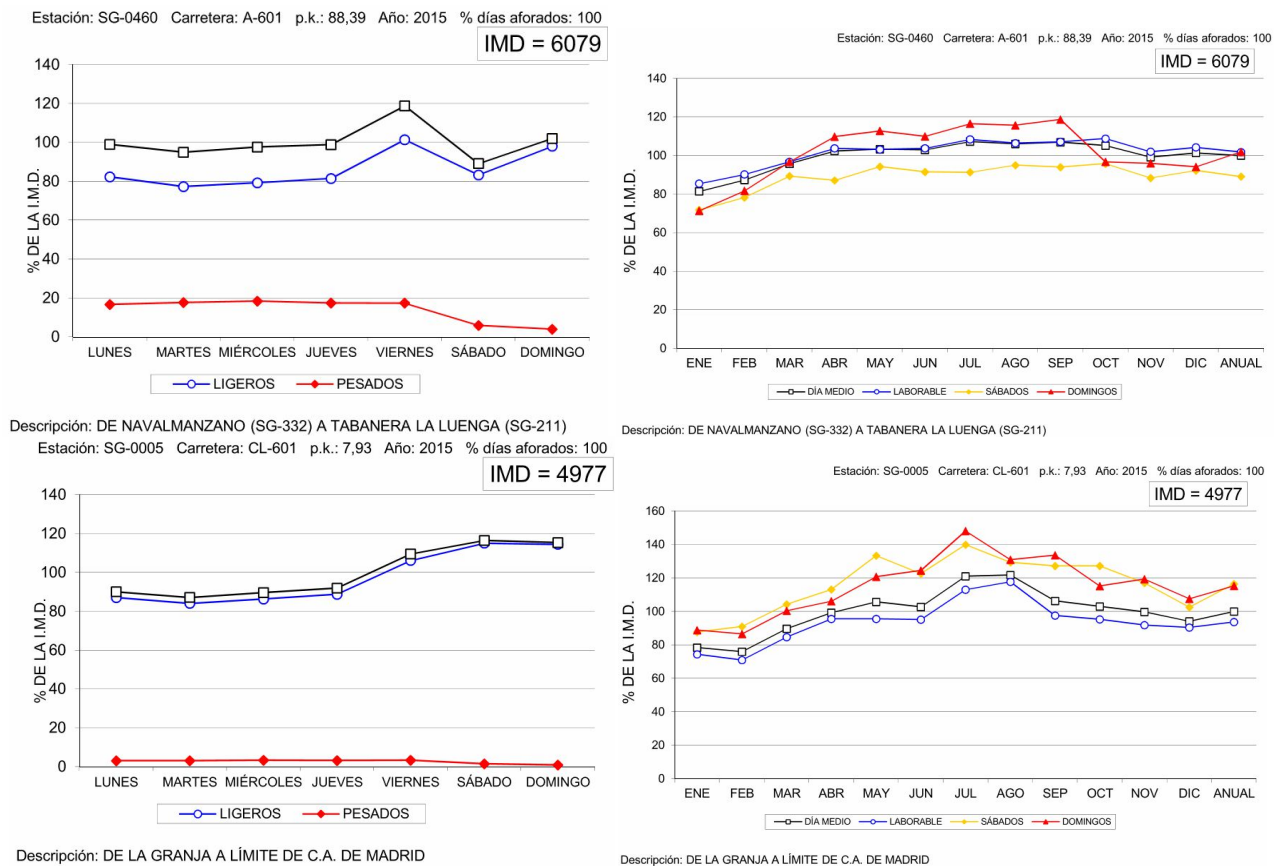 Estación: SG-0460 Carretera: A-601 p.k.: 88,39 Año: 2015 % días aforados: 100
IMD = 6079
140
120
100
80
60
40
20
0
% DE LA I.M.D.
LUNES MARTES MIÉRCOLES JUEVES VIERNES SÁBADO DOMINGO
LIGEROS PESADOS
Descripción: DE NAVALMANZANO (SG-332) A TABANERA LA LUENGA (SG-211)
Estación: SG-0460 Carretera: A-601 p.k.: 88,39 Año: 2015 % días aforados: 100
IMD = 6079
140
120
100
80
60
40
20
0
% DE LA I.M.D.
ENE FEB MAR ABR MAY JUN JUL AGO SEP OCT NOV DIC ANUAL
DÍA MEDIO LABORABLE SÁBADOS DOMINGOS
Descripción: DE NAVALMANZANO (SG-332) A TABANERA LA LUENGA (SG-211)
Estación: SG-0005 Carretera: CL-601 p.k.: 7,93 Año: 2015 % días aforados: 100
IMD = 4977
140
120
100
80
60
40
20
0
% DE LA I.M.D.
LUNES MARTES MIÉRCOLES JUEVES VIERNES SÁBADO DOMINGO
LIGEROS PESADOS
Descripción: DE LA GRANJA A LÍMITE DE C.A. DE MADRID
Estación: SG-0005 Carretera: CL-601 p.k.: 7,93 Año: 2015 % días aforados: 100
IMD = 4977
160
140
120
100
80
60
40
20
0
% DE LA I.M.D.
ENE FEB MAR ABR MAY JUN JUL AGO SEP OCT NOV DIC ANUAL
DÍA MEDIO LABORABLE SÁBADOS DOMINGOS
Descripción: DE LA GRANJA A LÍMITE DE C.A. DE MADRID